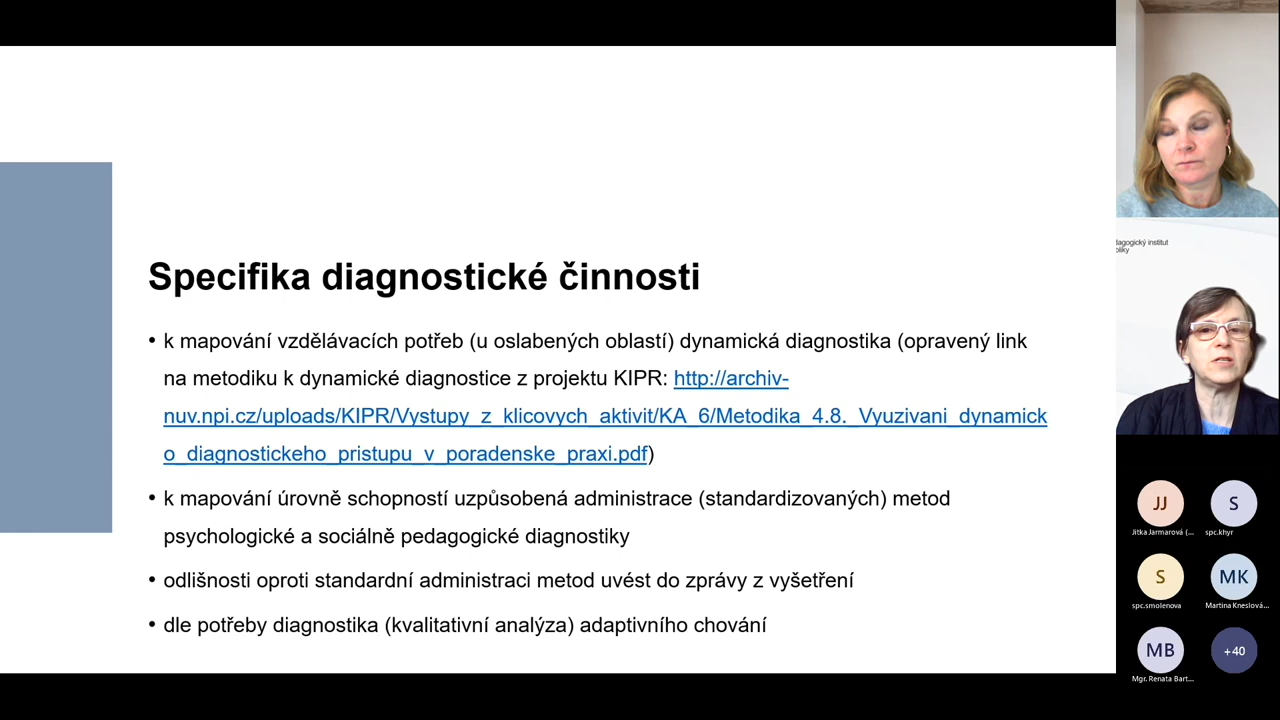 Specifika diagnostické činnosti
• k mapování vzdělávacích potřeb (u oslabených oblastí) dynamická diagnostika (opravený link
na metodiku k dynamické diagnostice z projektu KIPR: http://archiv-
nuv.npi.cz/uploads/KIPR/Vystupy_z_klicovych_aktivit/KA_6/Metodika_4.8._Vyuzivani_dynamick
o_diagnostickeho_pristupu_v_poradenske_praxi.pdf)
• k mapování úrovně schopností uzpůsobená administrace (standardizovaných) metod
psychologické a sociálně pedagogické diagnostiky
• odlišnosti oproti standardní administraci metod uvést do zprávy z vyšetření
• dle potřeby diagnostika (kvalitativní analýza) adaptivního chování
dagogický institut
bliky
JJ
Jitka Jarmarová (...
S
spc.khyr
S
spc.smolenova
MK
Martina Kneslová...
MB
Mgr. Renata Bart...
+40